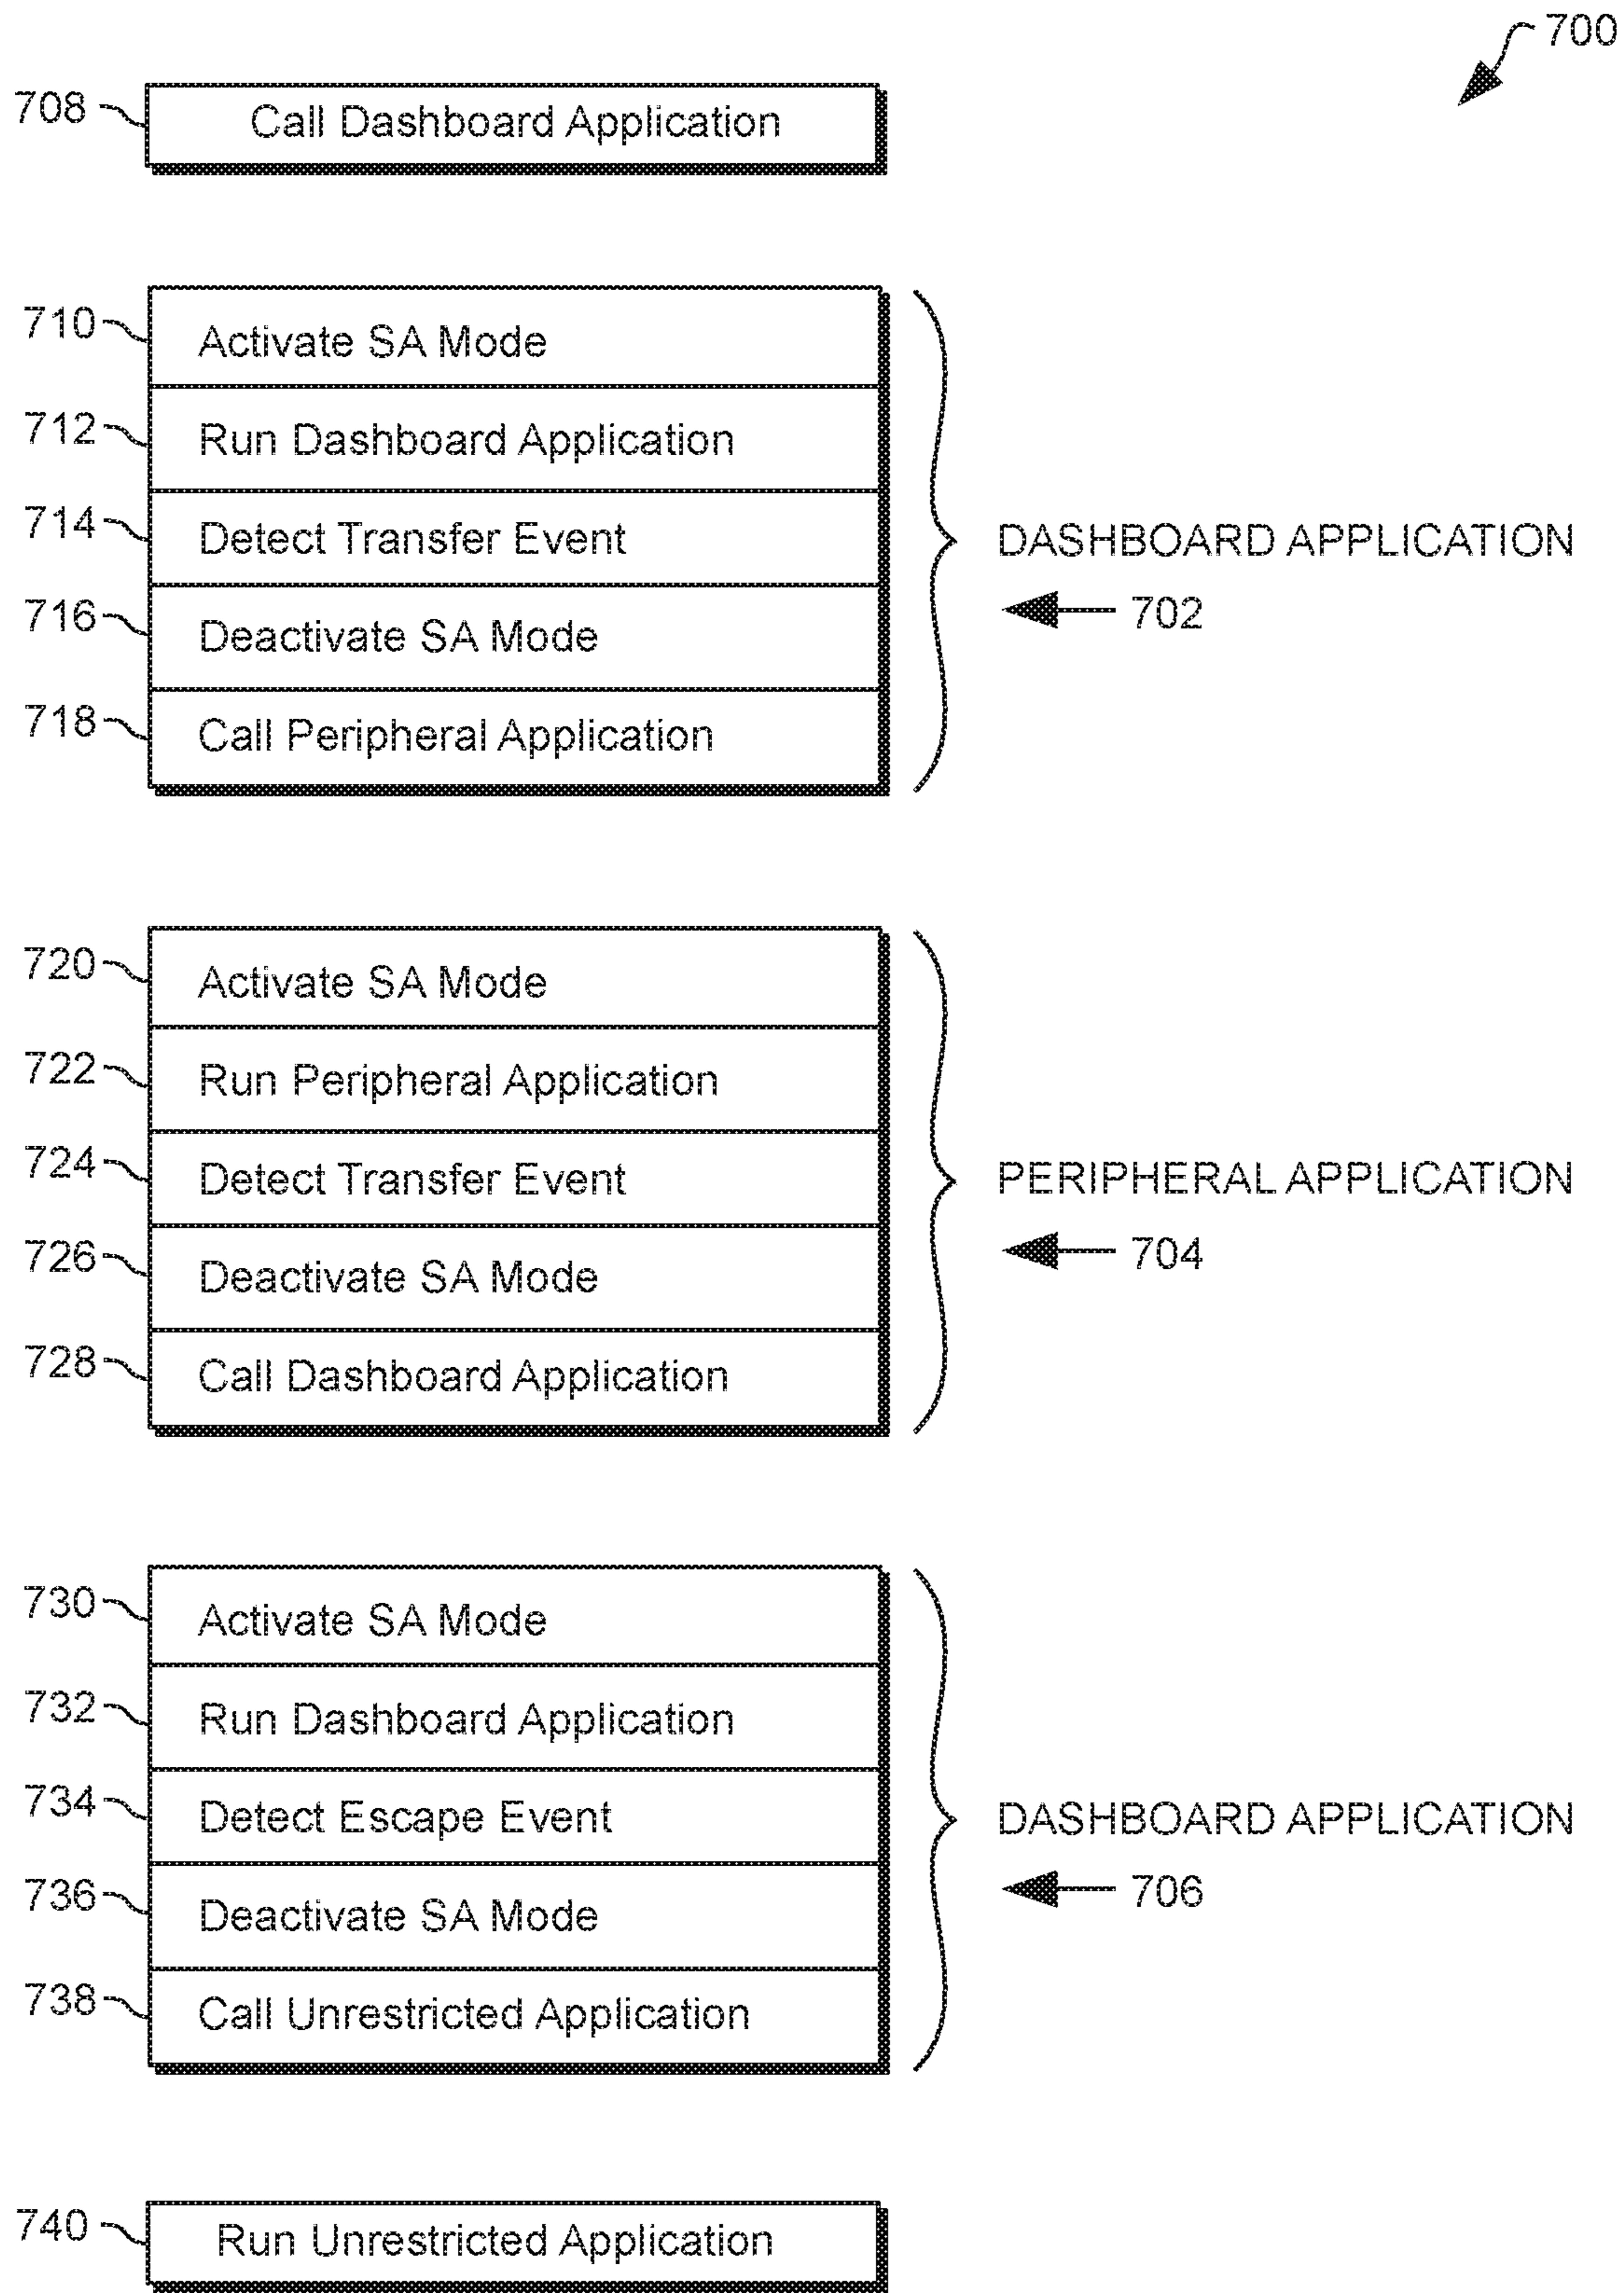 700
708 Call Dashboard Application
710 Activate SA Mode
712 Run Dashboard Application
714 Detect Transfer Event
DASHBOARD APPLICATION
702
716 Deactivate SA Mode
718 Call Peripheral Application
720 Activate SA Mode
722 Run Peripheral Application
724 Detect Transfer Event
PERIPHERAL APPLICATION
704
726 Deactivate SA Mode
728 Call Dashboard Application
730 Activate SA Mode
732 Run Dashboard Application
734 Detect Escape Event
DASHBOARD APPLICATION
706
736 Deactivate SA Mode
738 Call Unrestricted Application
740 Run Unrestricted Application